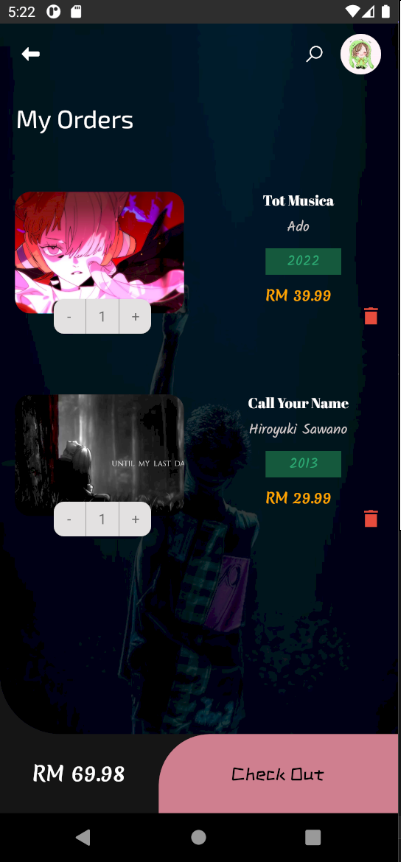 5:22
My Orders
Tot Musica
Ado
2022
RM 39.99
- 1 +
Call Your Name
Hiroyuki Sawano
UNTIL MY LAST DA
2013
RM 29.99
- 1 +
RM 69.98
Check Out